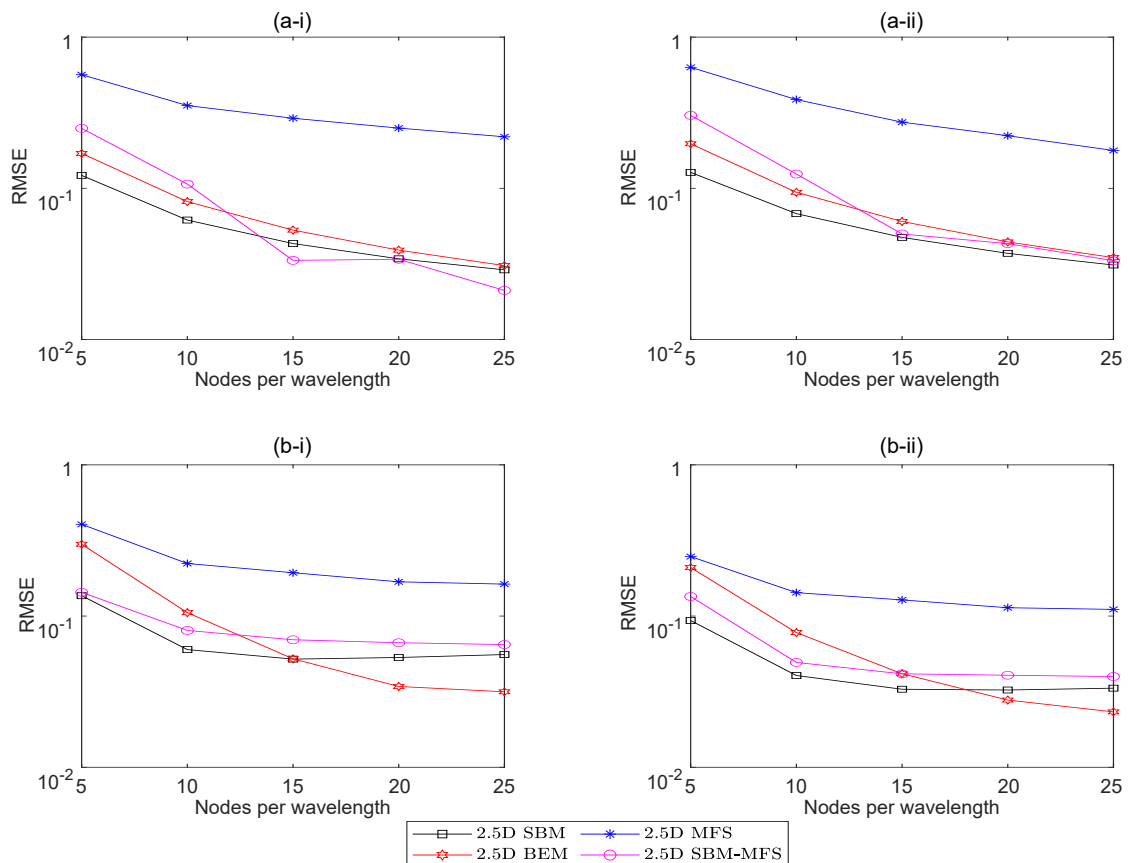 (a-i)
1
10-1
10-2
RMSE
5 10 15 20 25
Nodes per wavelength
(a-ii)
1
10-1
10-2
RMSE
5 10 15 20 25
Nodes per wavelength
(b-i)
1
10-1
10-2
RMSE
5 10 15 20 25
Nodes per wavelength
(b-ii)
1
10-1
10-2
RMSE
5 10 15 20 25
Nodes per wavelength
2.5D SBM 2.5D MFS
2.5D BEM 2.5D SBM-MFS